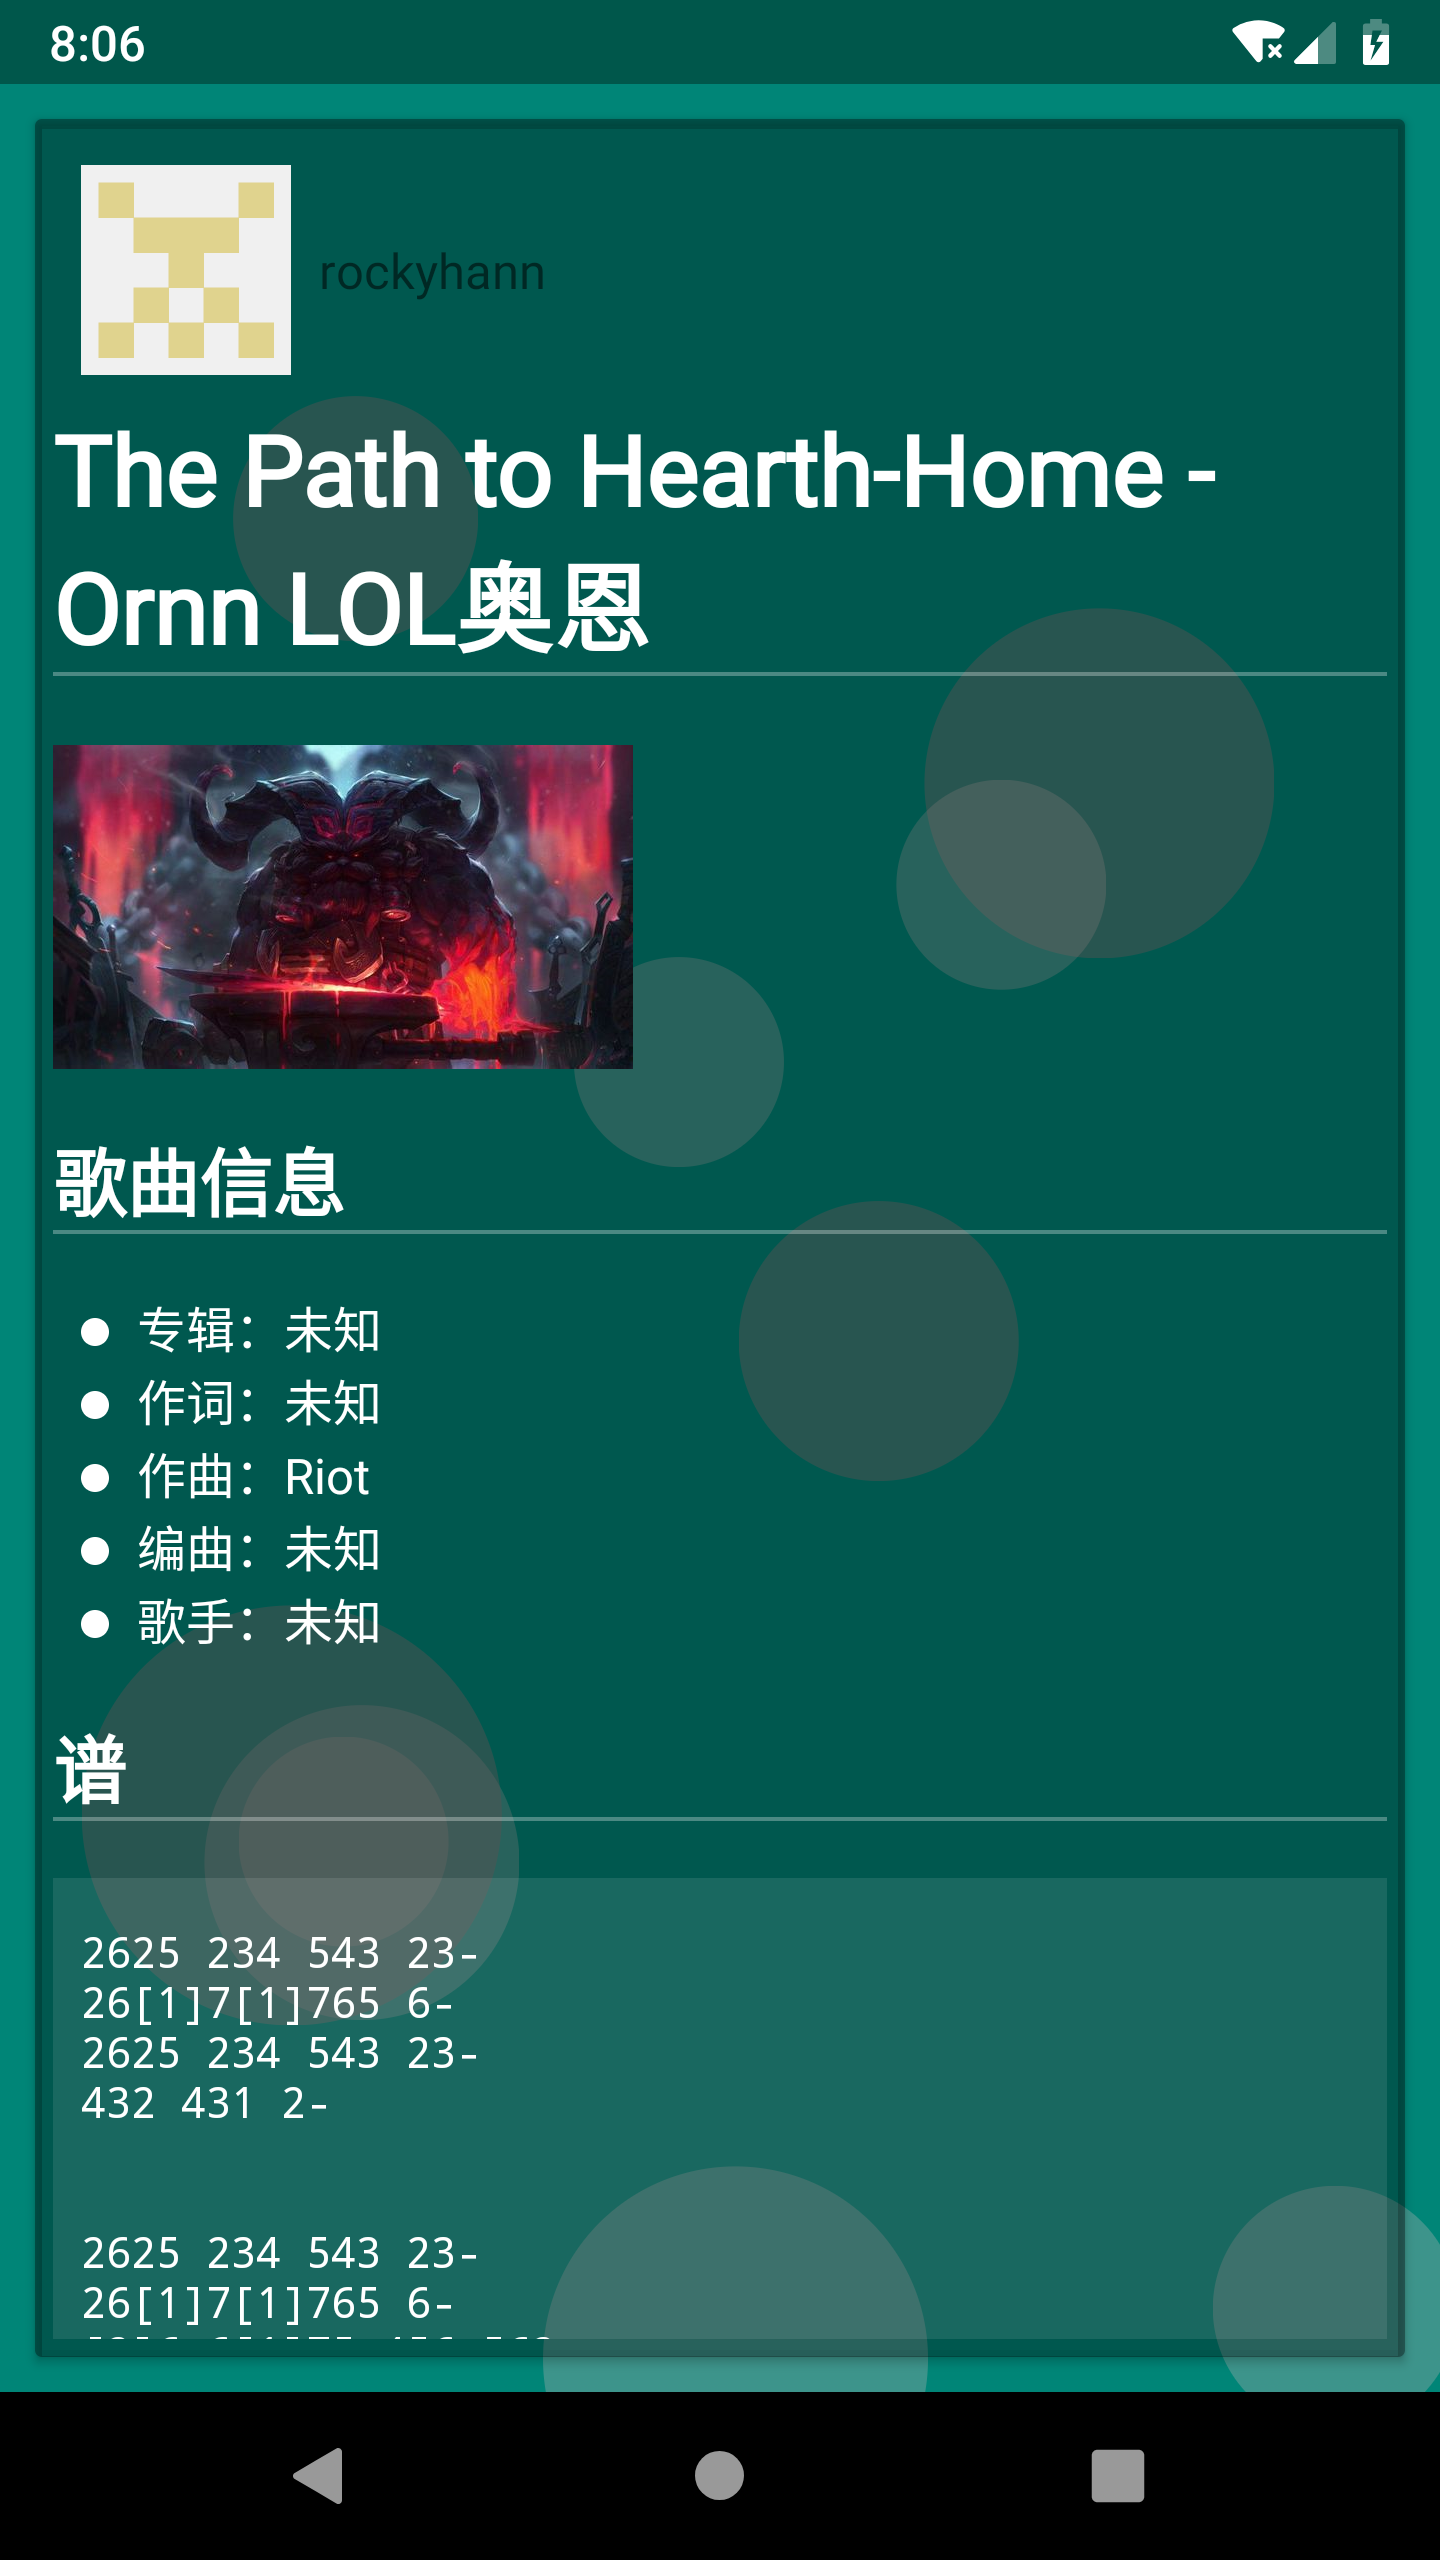 8:06
rockyhann
The Path to Hearth-Home -
Ornn LOL奥恩
歌曲信息
专辑：未知
作词：未知
作曲：Riot
编曲：未知
歌手：未知
谱
2625 234 543 23-
26[1]7[1]765 6-
2625 234 543 23-
432 431 2-
2625 234 543 23-
26[1]7[1]765 6-